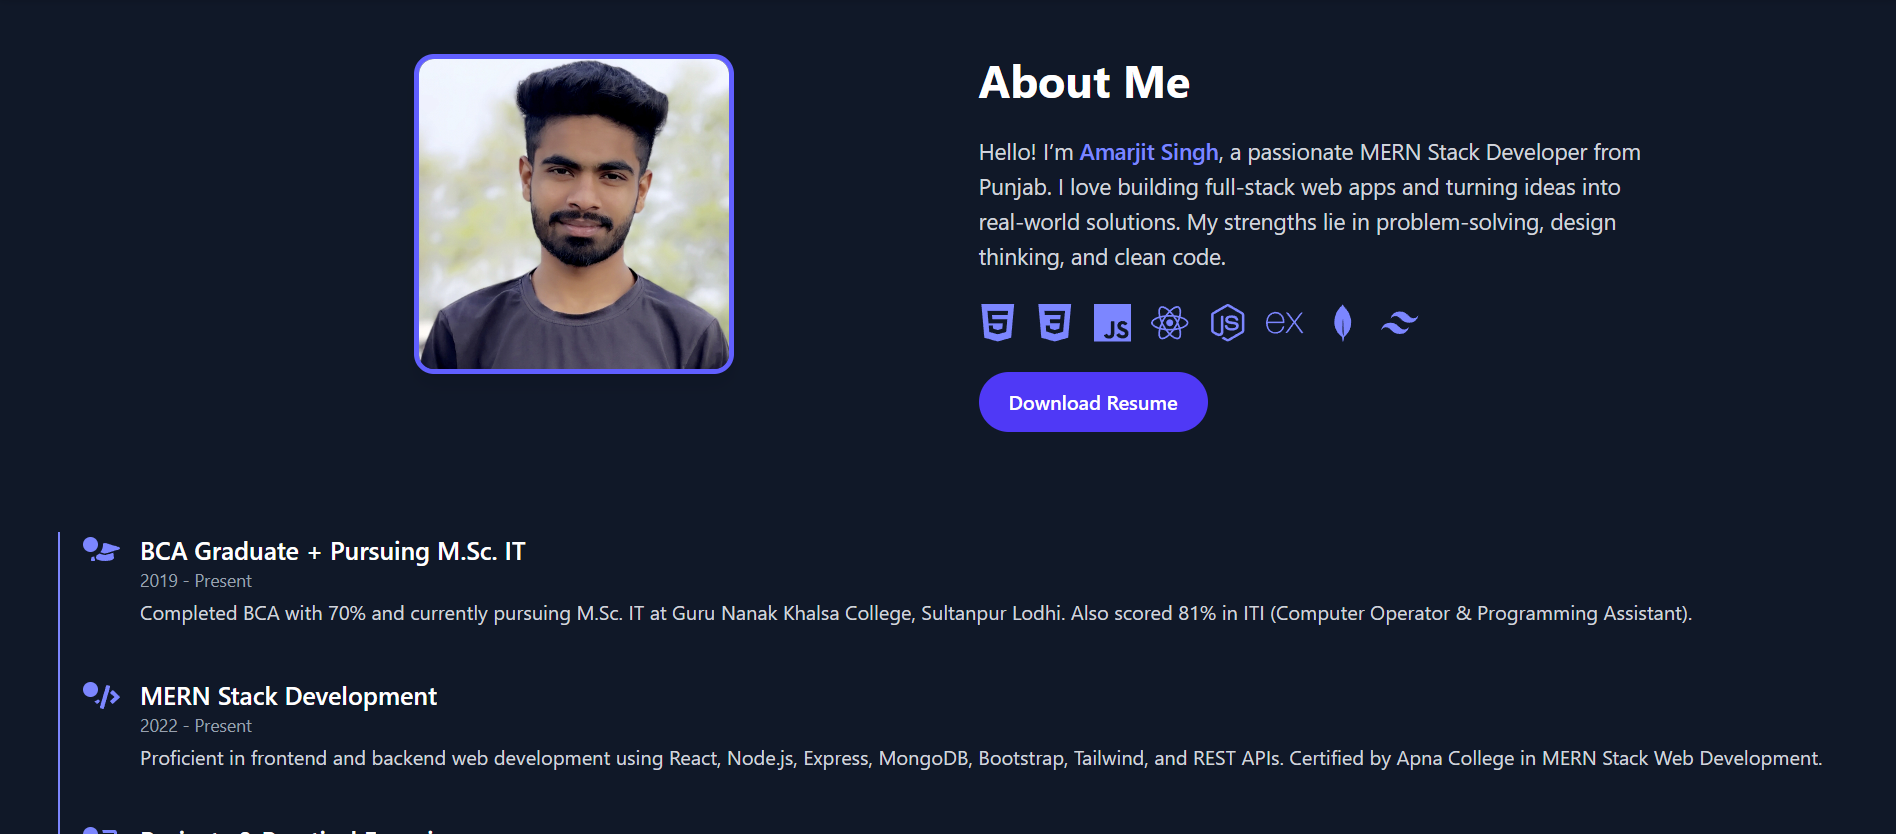 About Me
Hello! I’m Amarjit Singh, a passionate MERN Stack Developer from
Punjab. I love building full-stack web apps and turning ideas into
real-world solutions. My strengths lie in problem-solving, design
thinking, and clean code.
5 3 JS JS ex
Download Resume
BCA Graduate + Pursuing M.Sc. IT
2019 - Present
Completed BCA with 70% and currently pursuing M.Sc. IT at Guru Nanak Khalsa College, Sultanpur Lodhi. Also scored 81% in ITI (Computer Operator & Programming Assistant).
MERN Stack Development
2022 - Present
Proficient in frontend and backend web development using React, Node.js, Express, MongoDB, Bootstrap, Tailwind, and REST APIs. Certified by Apna College in MERN Stack Web Development.